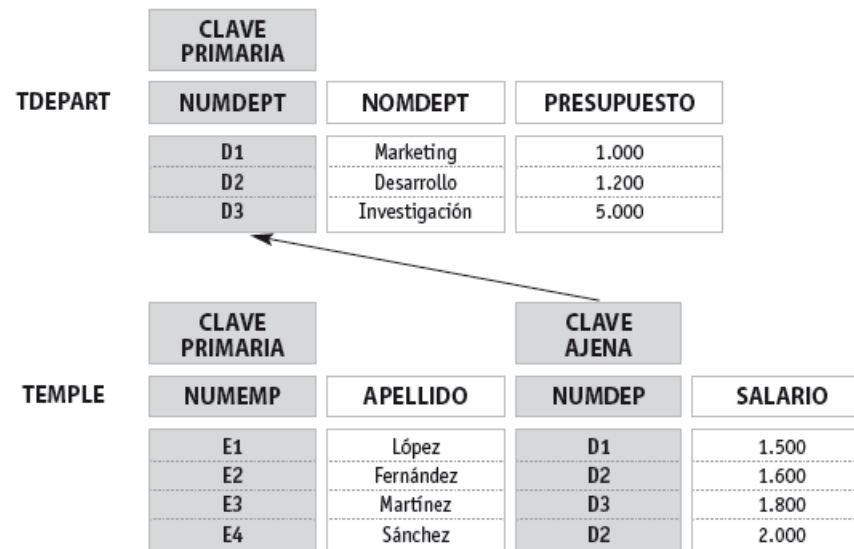 CLAVE
PRIMARIA
TDEPART NUMDEPT NOMDEPT PRESUPUESTO
D1 Marketing 1.000
D2 Desarrollo 1.200
D3 Investigación 5.000
CLAVE
PRIMARIA
CLAVE
AJENA
TEMPLE NUMEMP APELLIDO NUMDEP SALARIO
E1 López D1 1.500
E2 Fernández D2 1.600
E3 Martínez D3 1.800
E4 Sánchez D2 2.000